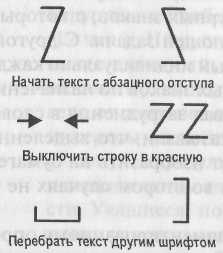 Начать текст с абзацного отступа
Выключить строку в красную
Перебрать текст другим шрифтом